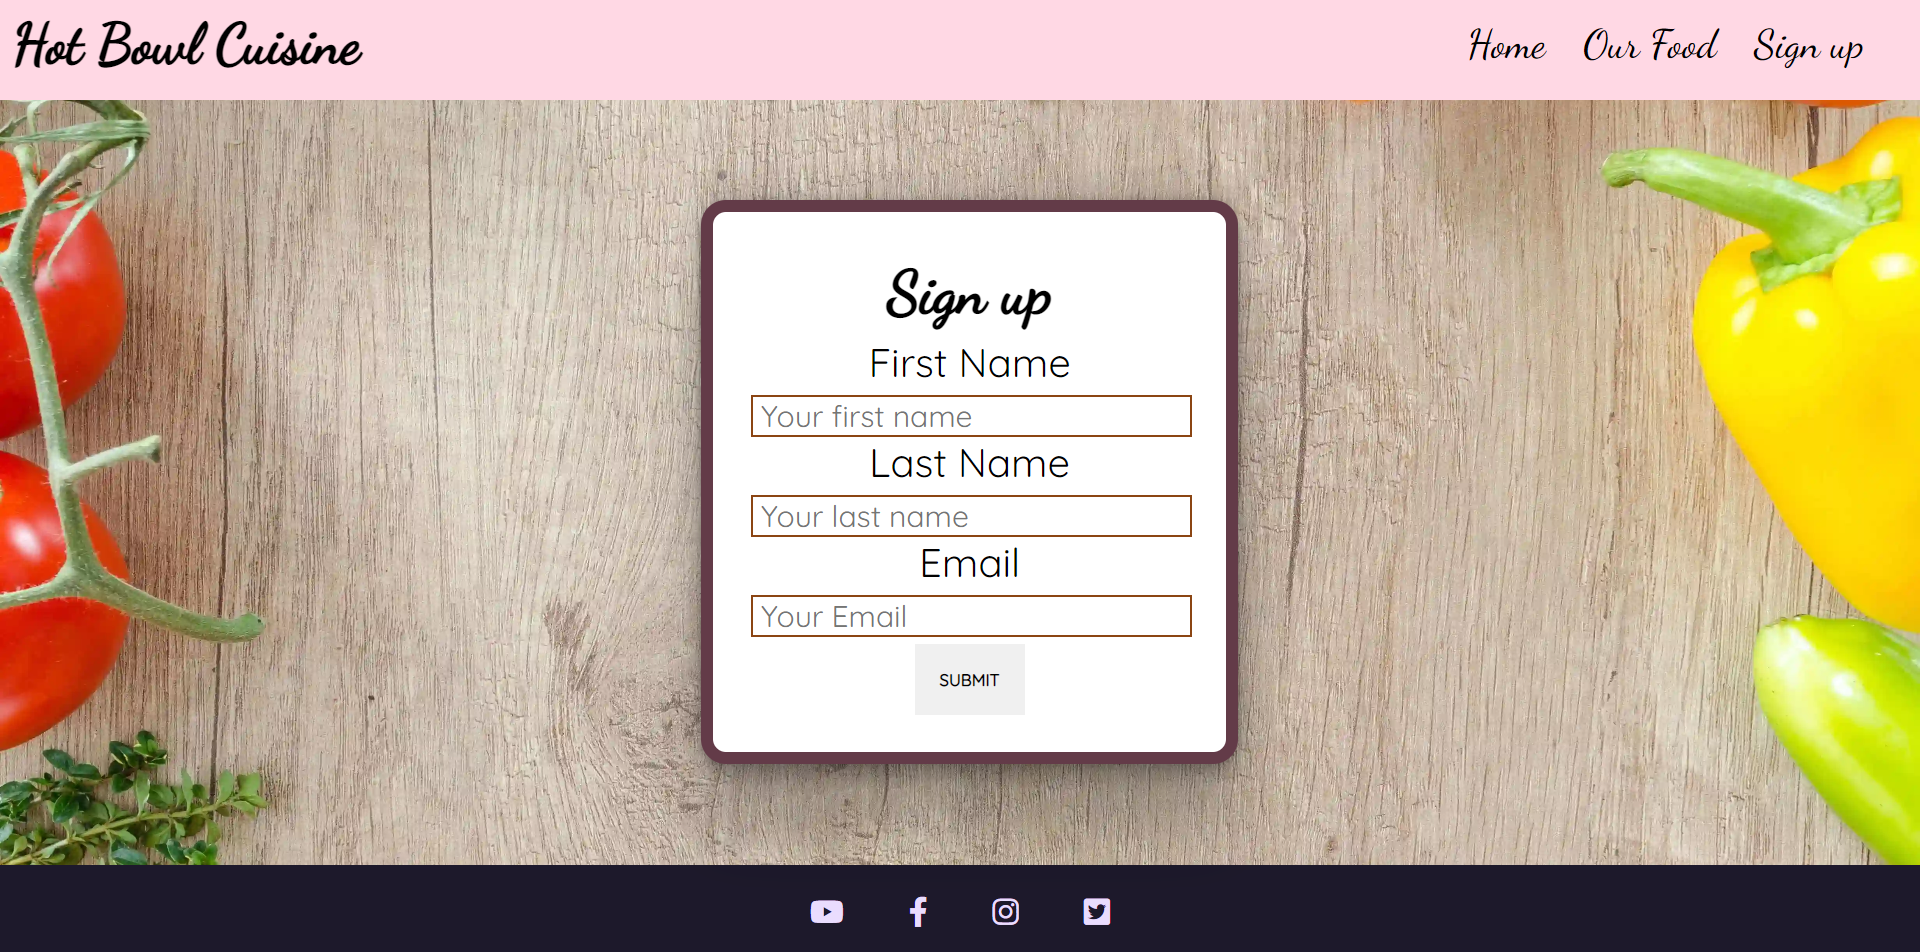 Hot Bowl Cuisine
Home Our Food Sign up
Sign up
First Name
Your first name
Last Name
Your last name
Email
Your Email
SUBMIT